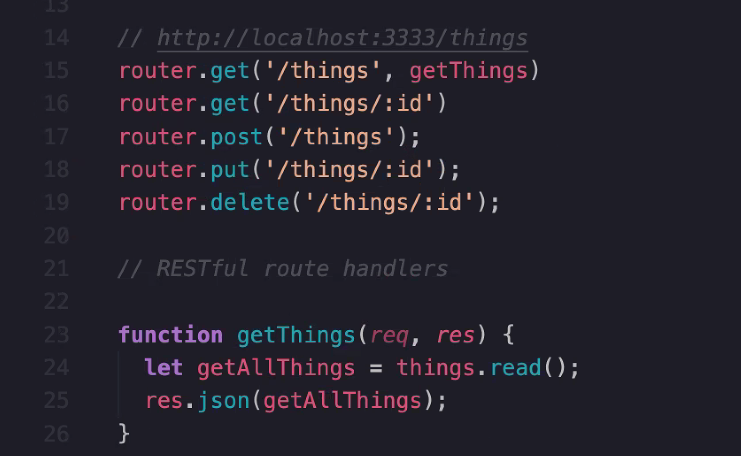 13
14 // http://localhost:3333/things
15 router.get('/things', getThings)
16 router.get('/things/:id')
17 router.post('/things');
18 router.put('/things/:id');
19 router.delete('/things/:id');
20
21 // RESTful route handlers
22
23 function getThings(req, res) {
24 let getAllThings = things.read();
25 res.json(getAllThings);
26 }